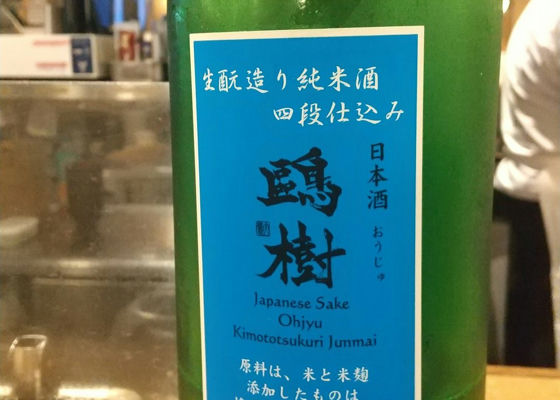 生酛造り純米酒
四段仕込み
日本酒
鷗樹
おうじゅ
Japanese Sake
Ohjyu
Kimototsukuri Junmai
原料は、米と米麹
添加したものは